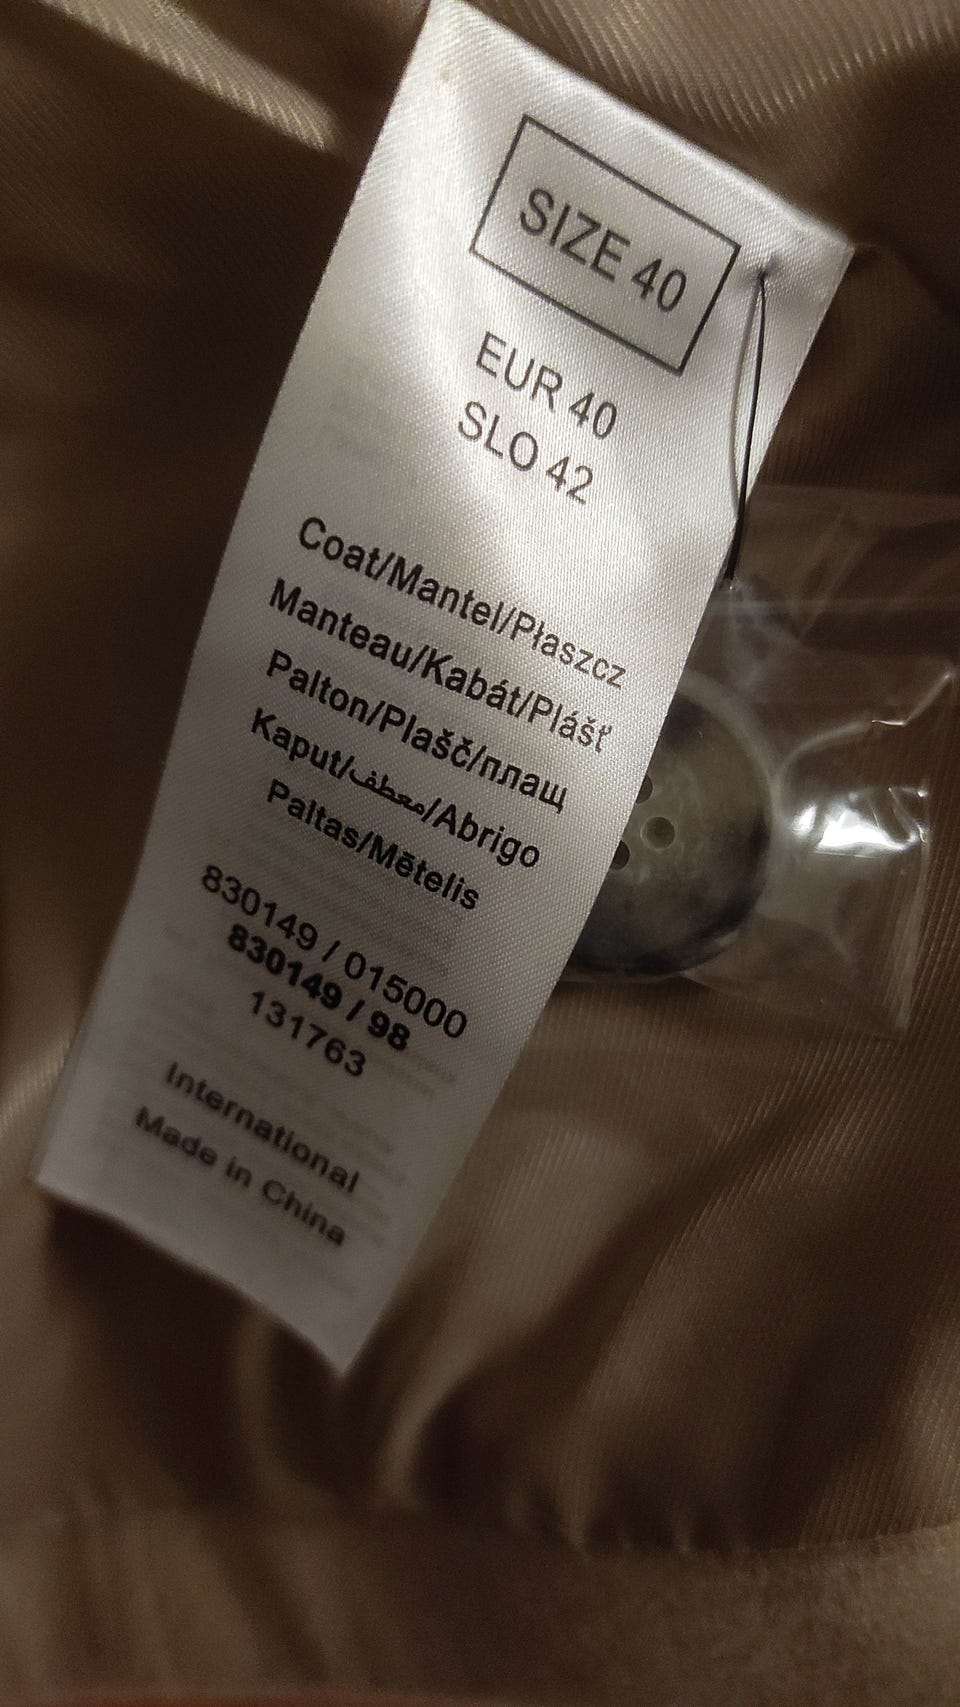 SIZE 40
EUR 40
SLO 42
Coat/Mantel/Płaszcz
Manteau/Kabát/Plášť
Palton/Plašč/плащ
Kaput/معطف/Abrigo
Paltas/Mētelis
830149 / 015000
830149 / 98
131763
International
Made in China